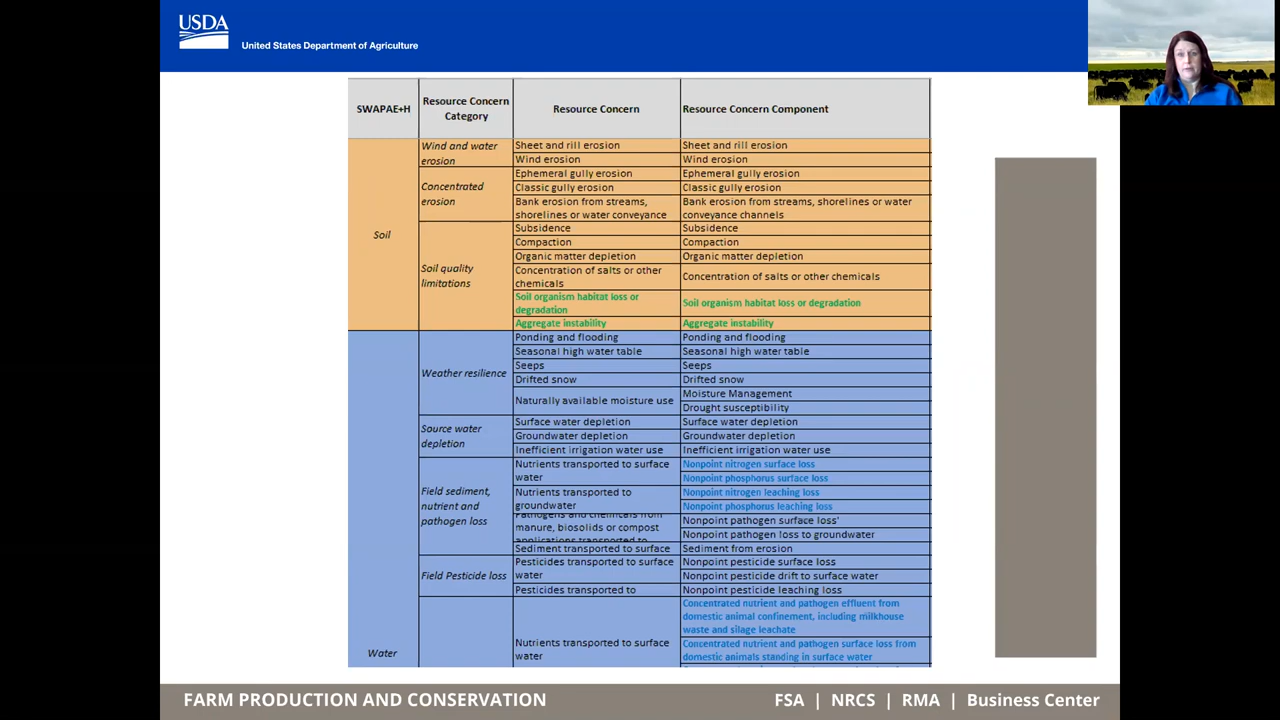 USDA
United States Department of Agriculture
SWAPAE+H
Resource Concern
Category
Resource Concern
Resource Concern Component
Soil
Wind and water
erosion
Sheet and rill erosion
Sheet and rill erosion
Wind erosion
Wind erosion
Concentrated
erosion
Ephemeral gully erosion
Ephemeral gully erosion
Classic gully erosion
Classic gully erosion
Bank erosion from streams,
shorelines or water conveyance
Bank erosion from streams, shorelines or water
conveyance channels
Soil quality
limitations
Subsidence
Subsidence
Compaction
Compaction
Organic matter depletion
Organic matter depletion
Concentration of salts or other
chemicals
Concentration of salts or other chemicals
Soil organism habitat loss or
degradation
Soil organism habitat loss or degradation
Aggregate instability
Aggregate instability
Water
Weather resilience
Ponding and flooding
Ponding and flooding
Seasonal high water table
Seasonal high water table
Seeps
Seeps
Drifted snow
Drifted snow
Naturally available moisture use
Moisture Management
Drought susceptibility
Source water
depletion
Surface water depletion
Surface water depletion
Groundwater depletion
Groundwater depletion
Inefficient irrigation water use
Inefficient irrigation water use
Field sediment,
nutrient and
pathogen loss
Nutrients transported to surface
water
Nonpoint nitrogen surface loss
Nonpoint phosphorus surface loss
Nutrients transported to
groundwater
Nonpoint nitrogen leaching loss
Nonpoint phosphorus leaching loss
Pathogens and chemicals from
manure, biosolids or compost
applications transported to
Nonpoint pathogen surface loss'
Nonpoint pathogen loss to groundwater
Sediment transported to surface
Sediment from erosion
Field Pesticide loss
Pesticides transported to surface
water
Nonpoint pesticide surface loss
Nonpoint pesticide drift to surface water
Pesticides transported to
Nonpoint pesticide leaching loss
Nutrients transported to surface
water
Concentrated nutrient and pathogen effluent from
domestic animal confinement, including milkhouse
waste and silage leachate
Concentrated nutrient and pathogen surface loss from
domestic animals standing in surface water
FARM PRODUCTION AND CONSERVATION
FSA | NRCS | RMA | Business Center